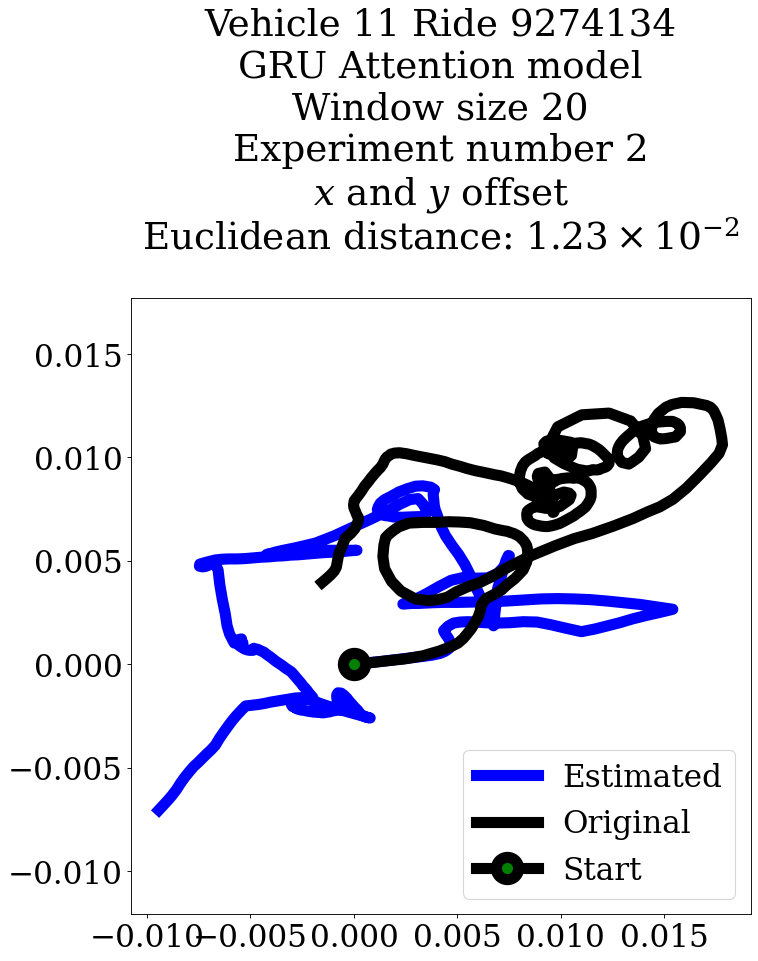 Vehicle 11 Ride 9274134
GRU Attention model
Window size 20
Experiment number 2
x and y offset
Euclidean distance: 1.23 × 10⁻²
0.015
0.010
0.005
0.000
−0.005
−0.010
Estimated
Original
Start
−0.010 −0.005 0.000 0.005 0.010 0.015